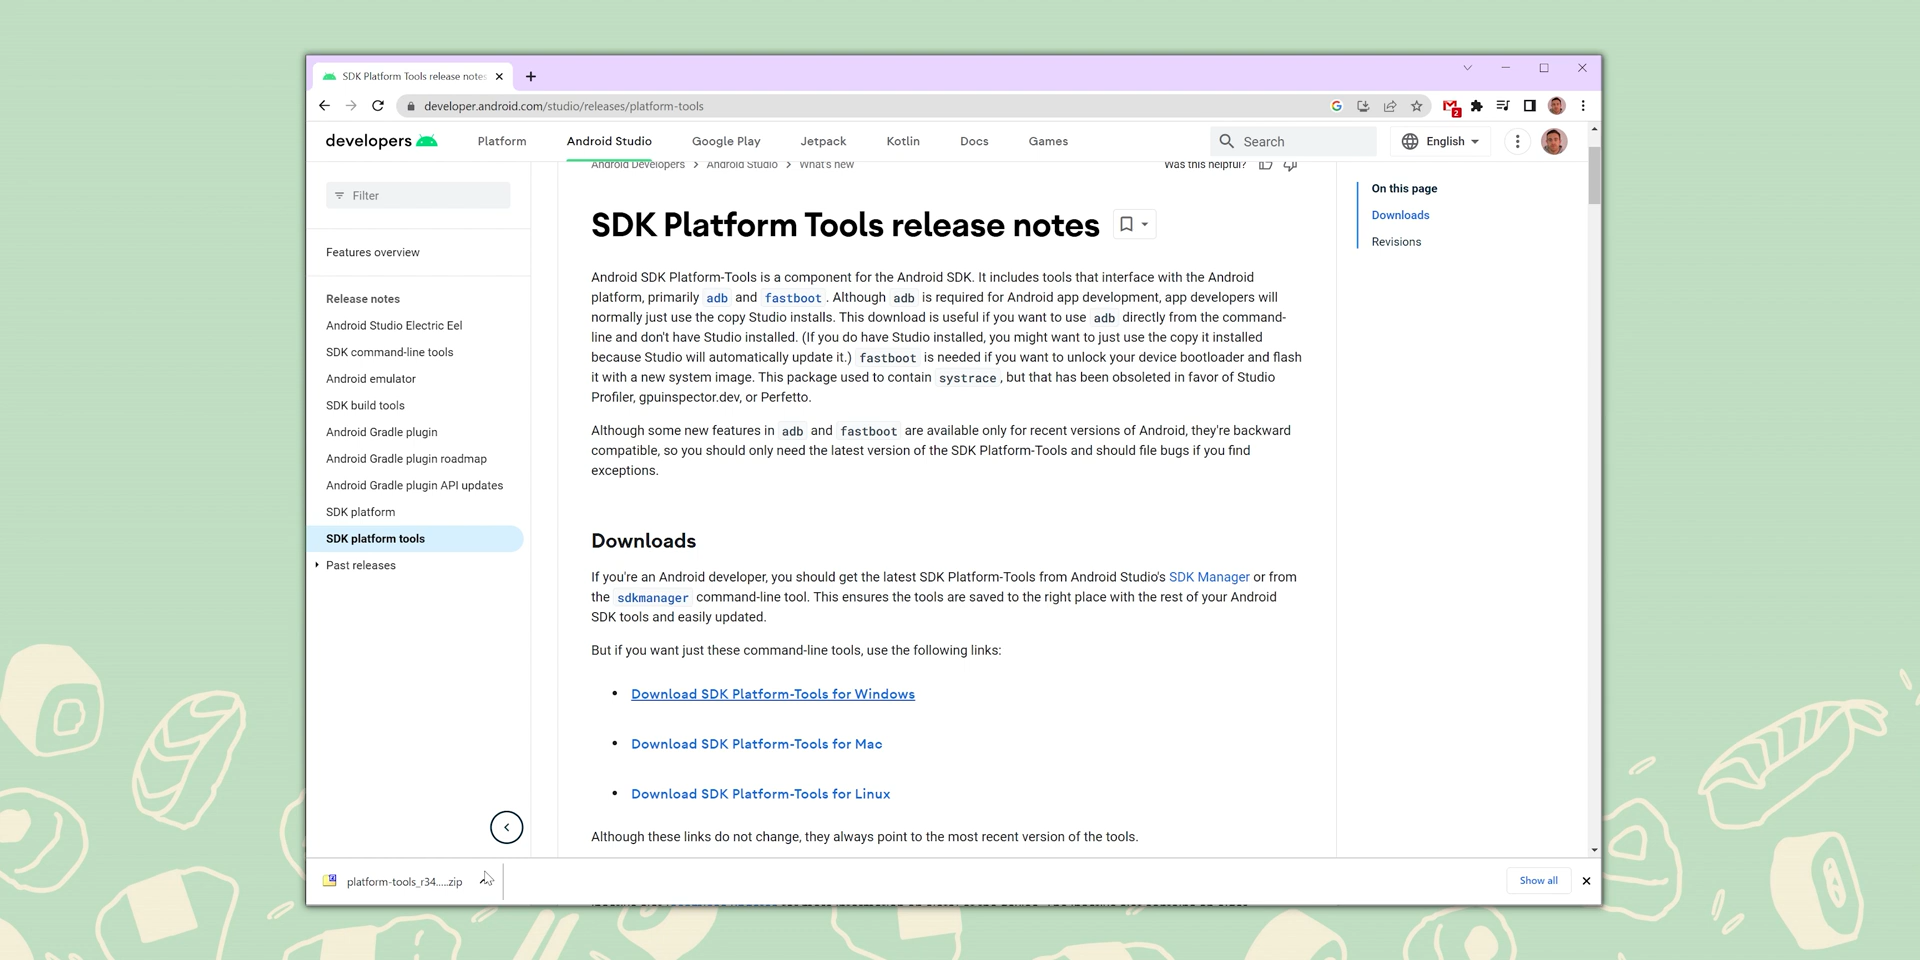 SDK Platform Tools release notes
developer.android.com/studio/releases/platform-tools
2
developers
Platform
Android Studio
Google Play
Jetpack
Kotlin
Docs
Games
Search
English
Android Developers > Android Studio > What's new
Was this helpful?
Filter
Features overview
Release notes
Android Studio Electric Eel
SDK command-line tools
Android emulator
SDK build tools
Android Gradle plugin
Android Gradle plugin roadmap
Android Gradle plugin API updates
SDK platform
SDK platform tools
Past releases
SDK Platform Tools release notes
Android SDK Platform-Tools is a component for the Android SDK. It includes tools that interface with the Android
platform, primarily adb and fastboot. Although adb is required for Android app development, app developers will
normally just use the copy Studio installs. This download is useful if you want to use adb directly from the command-
line and don't have Studio installed. (If you do have Studio installed, you might want to just use the copy it installed
because Studio will automatically update it.) fastboot is needed if you want to unlock your device bootloader and flash
it with a new system image. This package used to contain systrace, but that has been obsoleted in favor of Studio
Profiler, gpuinspector.dev, or Perfetto.
Although some new features in adb and fastboot are available only for recent versions of Android, they're backward
compatible, so you should only need the latest version of the SDK Platform-Tools and should file bugs if you find
exceptions.
Downloads
If you're an Android developer, you should get the latest SDK Platform-Tools from Android Studio's SDK Manager or from
the sdkmanager command-line tool. This ensures the tools are saved to the right place with the rest of your Android
SDK tools and easily updated.
But if you want just these command-line tools, use the following links:
• Download SDK Platform-Tools for Windows
• Download SDK Platform-Tools for Mac
• Download SDK Platform-Tools for Linux
Although these links do not change, they always point to the most recent version of the tools.
On this page
Downloads
Revisions
platform-tools_r34.....zip
Show all